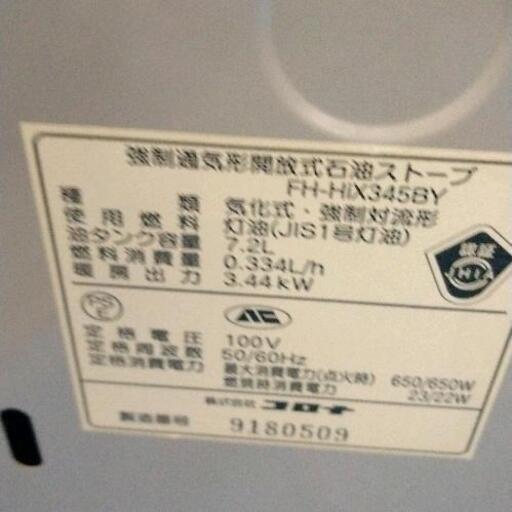 強制通気形開放式石油ストーブ
FH-HiX345BY
種類 気化式・強制対流形
使用燃料 灯油(JIS1号灯油)
油タンク容量 7.2L
燃料消費量 0.334L/h
暖房出力 3.44kW
認証
JHIA
PS
E
定格電圧 100V
定格周波数 50/60Hz
定格消費電力 最大消費電力(点火時) 650/650W
燃焼時消費電力 23/22W
株式会社 コロナ
製造番号 9180509